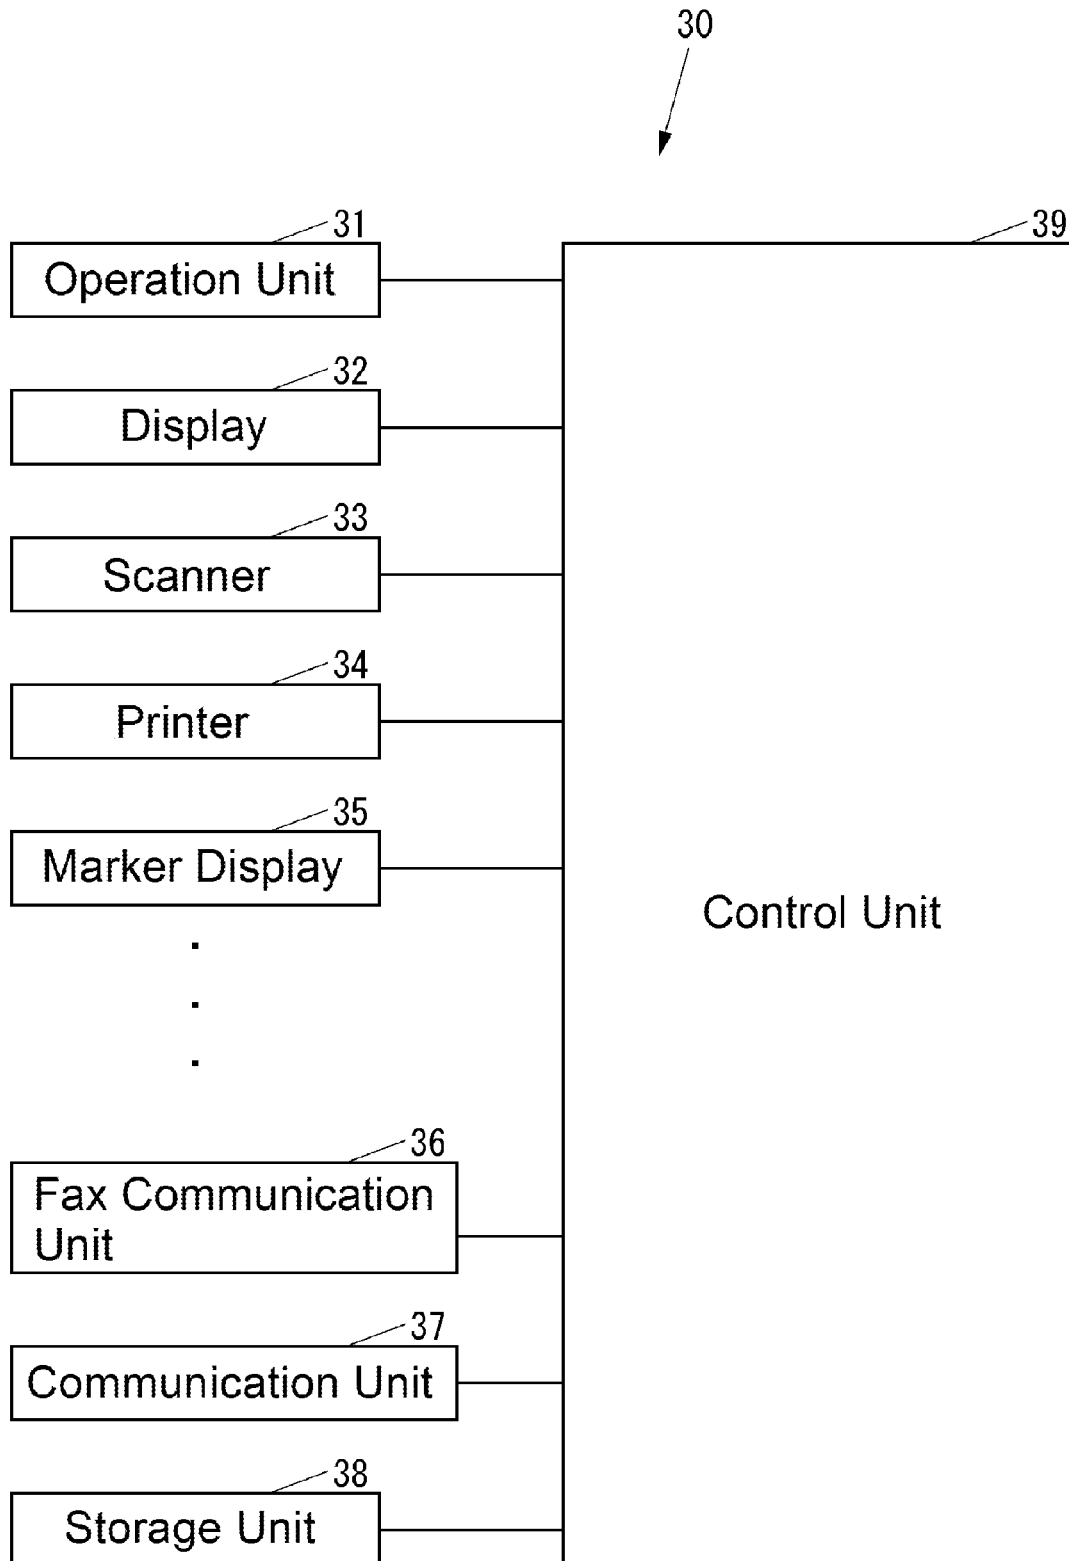 30
31
39
Operation Unit
32
Display
33
Scanner
34
Printer
35
Marker Display
Control Unit
36
Fax Communication
Unit
37
Communication Unit
38
Storage Unit